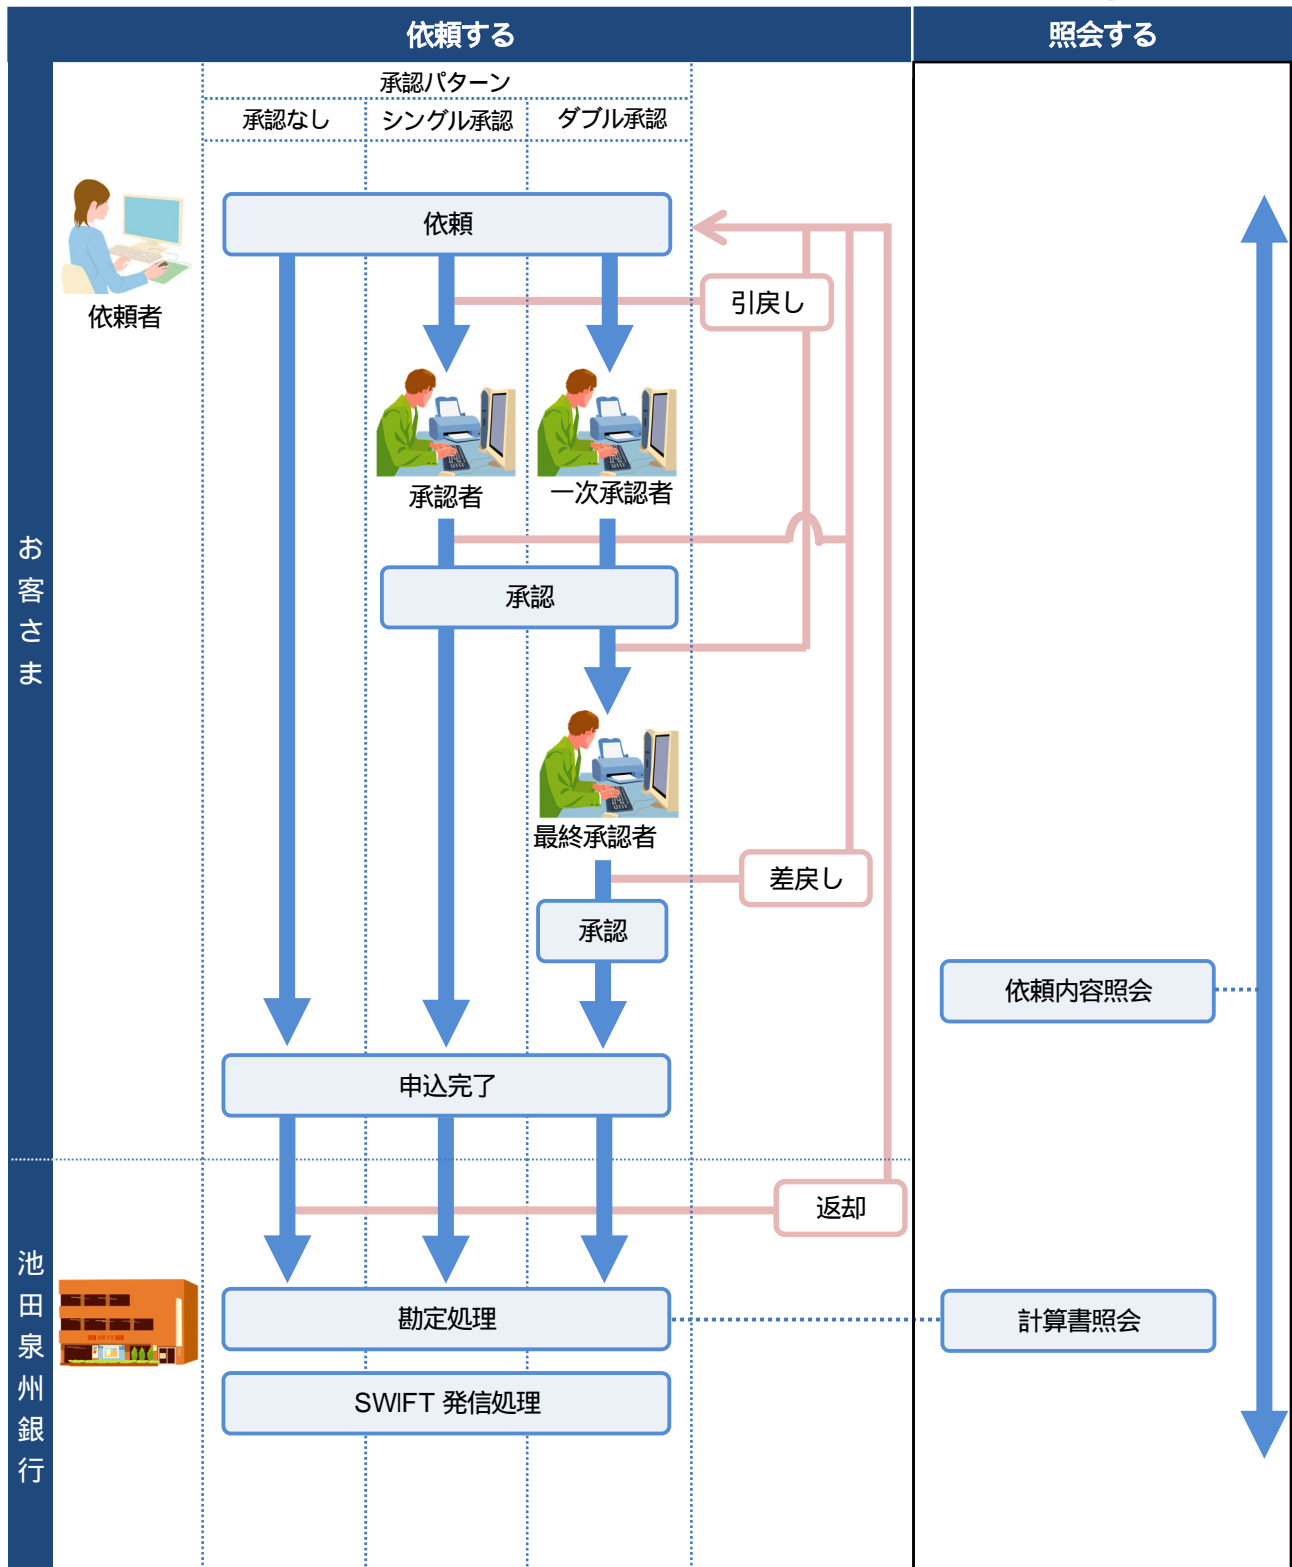 依頼する
照会する
承認パターン
承認なし
シングル承認
ダブル承認
依頼
依頼者
引戻し
承認者
一次承認者
お客さま
承認
最終承認者
差戻し
承認
依頼内容照会
申込完了
返却
池田泉州銀行
勘定処理
計算書照会
SWIFT 発信処理